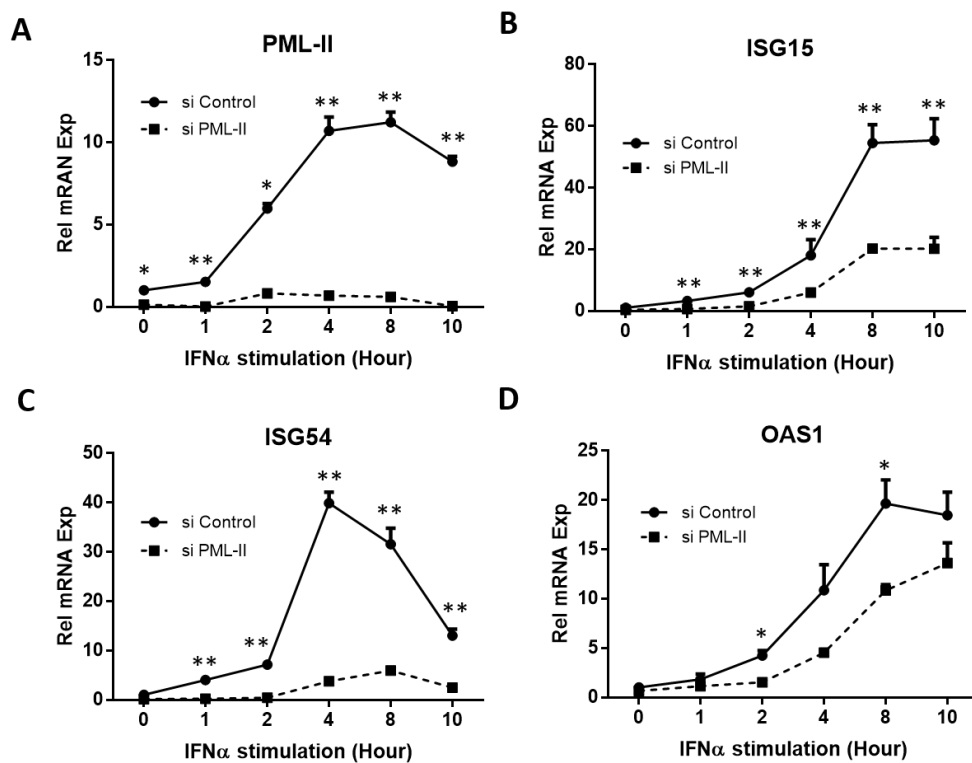 A
PML-II
Rel mRAN Exp
15
10
5
0
si Control
si PML-II
*
**
*
**
**
**
0 1 2 4 8 10
IFNα stimulation (Hour)
B
ISG15
Rel mRNA Exp
80
60
40
20
0
si Control
si PML-II
**
**
**
**
**
0 1 2 4 8 10
IFNα stimulation (Hour)
C
ISG54
Rel mRNA Exp
50
40
30
20
10
0
si Control
si PML-II
**
**
**
**
**
0 1 2 4 8 10
IFNα stimulation (Hour)
D
OAS1
Rel mRNA Exp
25
20
15
10
5
0
si Control
si PML-II
*
*
0 1 2 4 8 10
IFNα stimulation (Hour)